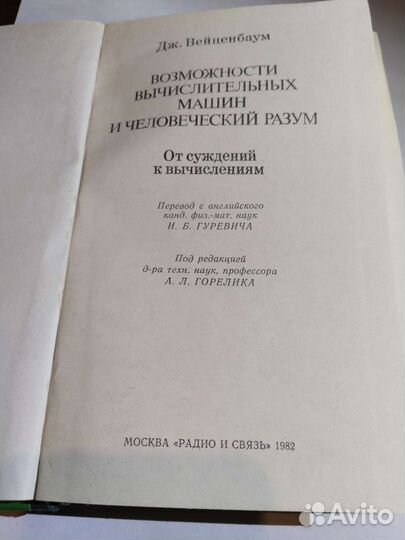 Дж. Вейценбаум
ВОЗМОЖНОСТИ
ВЫЧИСЛИТЕЛЬНЫХ
МАШИН
И ЧЕЛОВЕЧЕСКИЙ РАЗУМ
От суждений
к вычислениям
Перевод с английского
канд. физ.-мат. наук
И. Б. ГУРЕВИЧА
Под редакцией
д-ра техн. наук, профессора
А. Л. ГОРЕЛИКА
МОСКВА «РАДИО И СВЯЗЬ» 1982
Avito